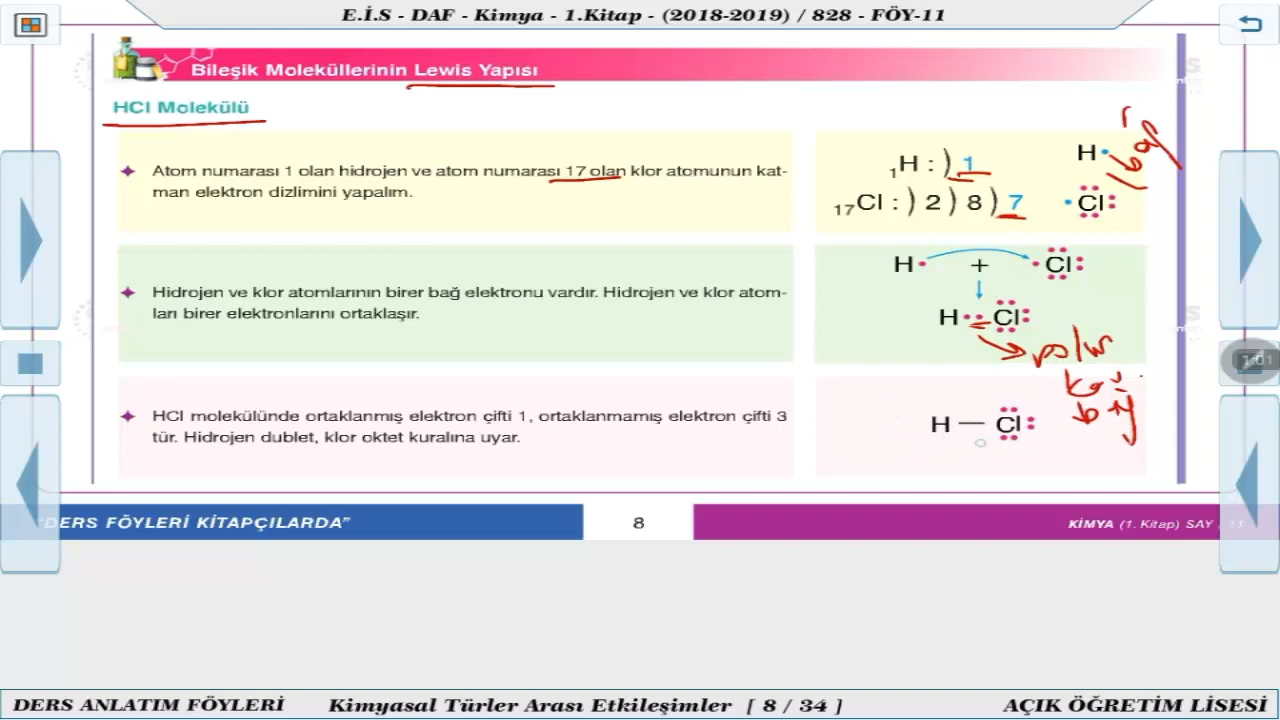 E.İ.S - DAF - Kimya - 1.Kitap - (2018-2019) / 828 - FÖY-11
Bileşik Moleküllerinin Lewis Yapısı
HCl Molekülü
Atom numarası 1 olan hidrojen ve atom numarası 17 olan klor atomunun kat-
man elektron dizlimini yapalım.
₁H : ) 1
₁₇Cl : ) 2 ) 8 ) 7
H
Cl
1 bağ
Hidrojen ve klor atomlarının birer bağ elektronu vardır. Hidrojen ve klor atom-
ları birer elektronlarını ortaklaşır.
H + Cl
H Cl
polar
HCl molekülünde ortaklanmış elektron çifti 1, ortaklanmamış elektron çifti 3
tür. Hidrojen dublet, klor oktet kuralına uyar.
H — Cl
1:01
"DERS FÖYLERİ KİTAPÇILARDA"
8
KİMYA (1. Kitap) SAY
DERS ANLATIM FÖYLERİ
Kimyasal Türler Arası Etkileşimler [ 8 / 34 ]
AÇIK ÖĞRETİM LİSESİ